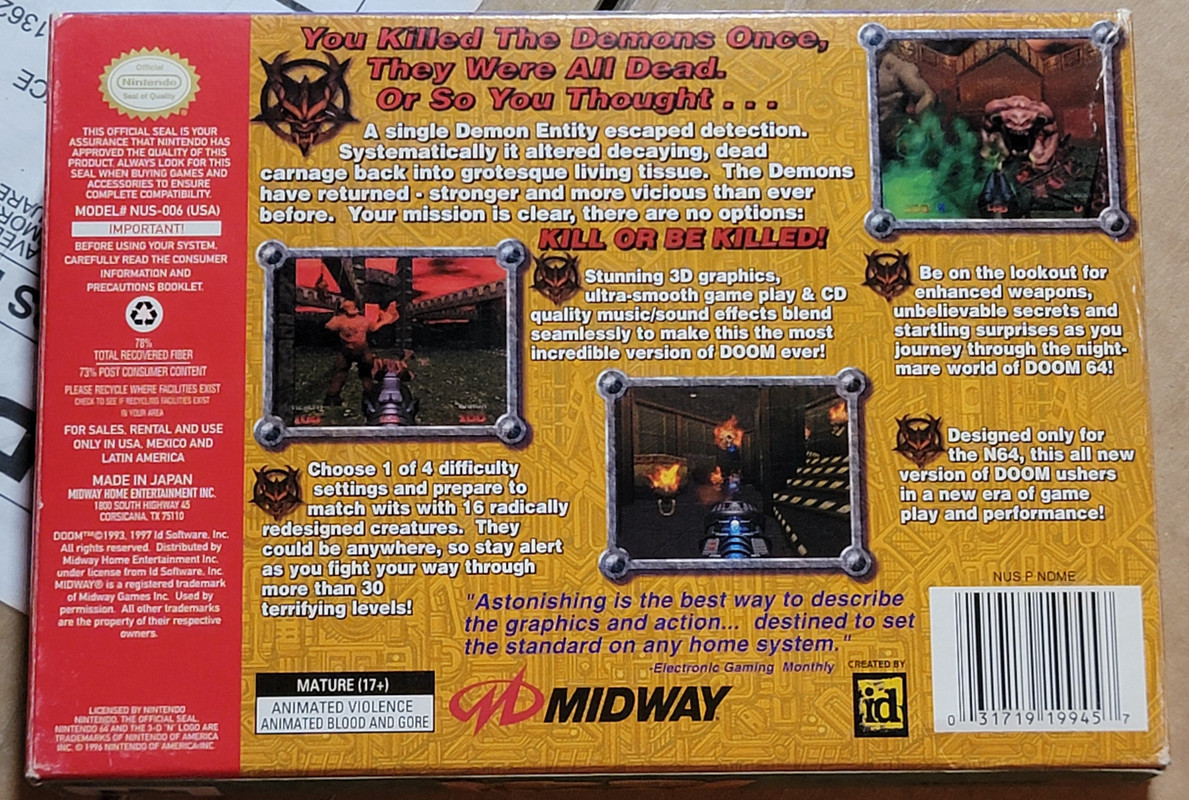 Official
Nintendo
Seal of Quality
THIS OFFICIAL SEAL IS YOUR
ASSURANCE THAT NINTENDO HAS
APPROVED THE QUALITY OF THIS
PRODUCT. ALWAYS LOOK FOR THIS
SEAL WHEN BUYING GAMES AND
ACCESSORIES TO ENSURE
COMPLETE COMPATIBILITY.
MODEL# NUS-006 (USA)
IMPORTANT!
BEFORE USING YOUR SYSTEM,
CAREFULLY READ THE CONSUMER
INFORMATION AND
PRECAUTIONS BOOKLET.
78%
TOTAL RECOVERED FIBER
73% POST CONSUMER CONTENT
PLEASE RECYCLE WHERE FACILITIES EXIST
CHECK TO SEE IF RECYCLING FACILITIES EXIST
IN YOUR AREA
FOR SALES, RENTAL AND USE
ONLY IN USA, MEXICO AND
LATIN AMERICA
MADE IN JAPAN
MIDWAY HOME ENTERTAINMENT INC.
1800 SOUTH HIGHWAY 45
CORSICANA, TX 75110
DOOM™©1993, 1997 Id Software, Inc.
All rights reserved. Distributed by
Midway Home Entertainment Inc.
under license from Id Software, Inc.
MIDWAY® is a registered trademark
of Midway Games Inc. Used by
permission. All other trademarks
are the property of their respective
owners.
LICENSED BY NINTENDO
NINTENDO, THE OFFICIAL SEAL,
NINTENDO 64 AND THE 3-D "N" LOGO ARE
TRADEMARKS OF NINTENDO OF AMERICA
INC. © 1996 NINTENDO OF AMERICA INC.
You Killed The Demons Once,
They Were All Dead.
Or So You Thought . . .
A single Demon Entity escaped detection.
Systematically it altered decaying, dead
carnage back into grotesque living tissue. The Demons
have returned - stronger and more vicious than ever
before. Your mission is clear, there are no options:
KILL OR BE KILLED!
Stunning 3D graphics,
ultra-smooth game play & CD
quality music/sound effects blend
seamlessly to make this the most
incredible version of DOOM ever!
Be on the lookout for
enhanced weapons,
unbelievable secrets and
startling surprises as you
journey through the night-
mare world of DOOM 64!
HEALTH
100
100
Choose 1 of 4 difficulty
settings and prepare to
match wits with 16 radically
redesigned creatures. They
could be anywhere, so stay alert
as you fight your way through
more than 30
terrifying levels!
Designed only for
the N64, this all new
version of DOOM ushers
in a new era of game
play and performance!
"Astonishing is the best way to describe
the graphics and action... destined to set
the standard on any home system."
-Electronic Gaming Monthly
MATURE (17+)
ANIMATED VIOLENCE
ANIMATED BLOOD AND GORE
MIDWAY
CREATED BY
id
NUS P NDME
0 31719 19945 7